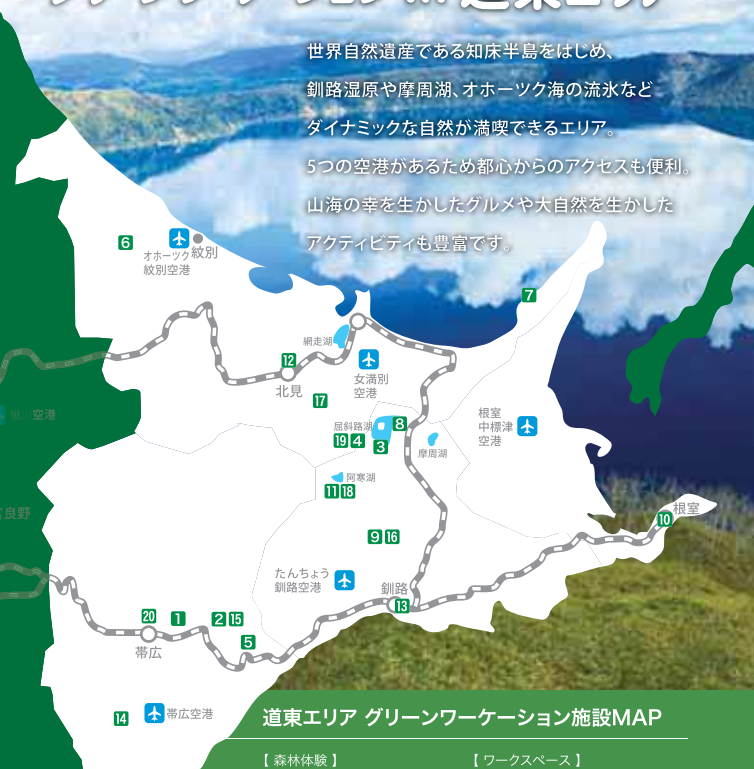 世界自然遺産である知床半島をはじめ、
釧路湿原や摩周湖、オホーツク海の流氷など
ダイナミックな自然が満喫できるエリア。
5つの空港があるため都心からのアクセスも便利。
山海の幸を生かしたグルメや大自然を生かした
アクティビティも豊富です。
6
オホーツク
紋別空港
紋別
7
網走湖
12
北見
女満別
空港
17
屈斜路湖
8
19 4 3
摩周湖
根室
中標津
空港
空港
阿寒湖
11 18
良野
根室
10
9 16
たんちょう
釧路空港
釧路
13
20 1 2 15
帯広
5
14
帯広空港
道東エリア グリーンワーケーション施設MAP
【 森林体験 】
【 ワークスペース 】